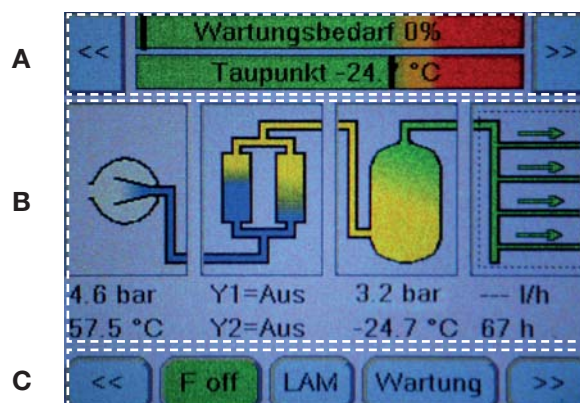 A
<< Wartungsbedarf 0% >>
Taupunkt -24.7 °C
B
4.6 bar Y1=Aus 3.2 bar --- l/h
57.5 °C Y2=Aus -24.7 °C 67 h
C
<< F off LAM Wartung >>